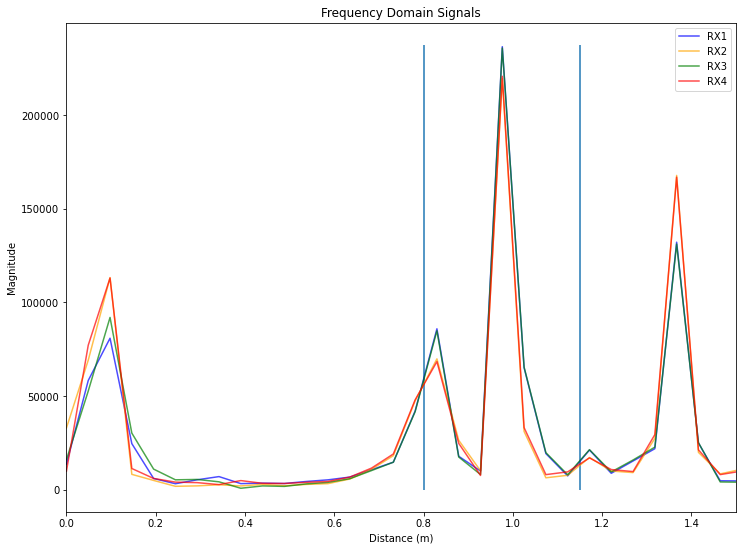 Frequency Domain Signals
RX1
RX2
RX3
RX4
Magnitude
200000
150000
100000
50000
0
0.0 0.2 0.4 0.6 0.8 1.0 1.2 1.4
Distance (m)